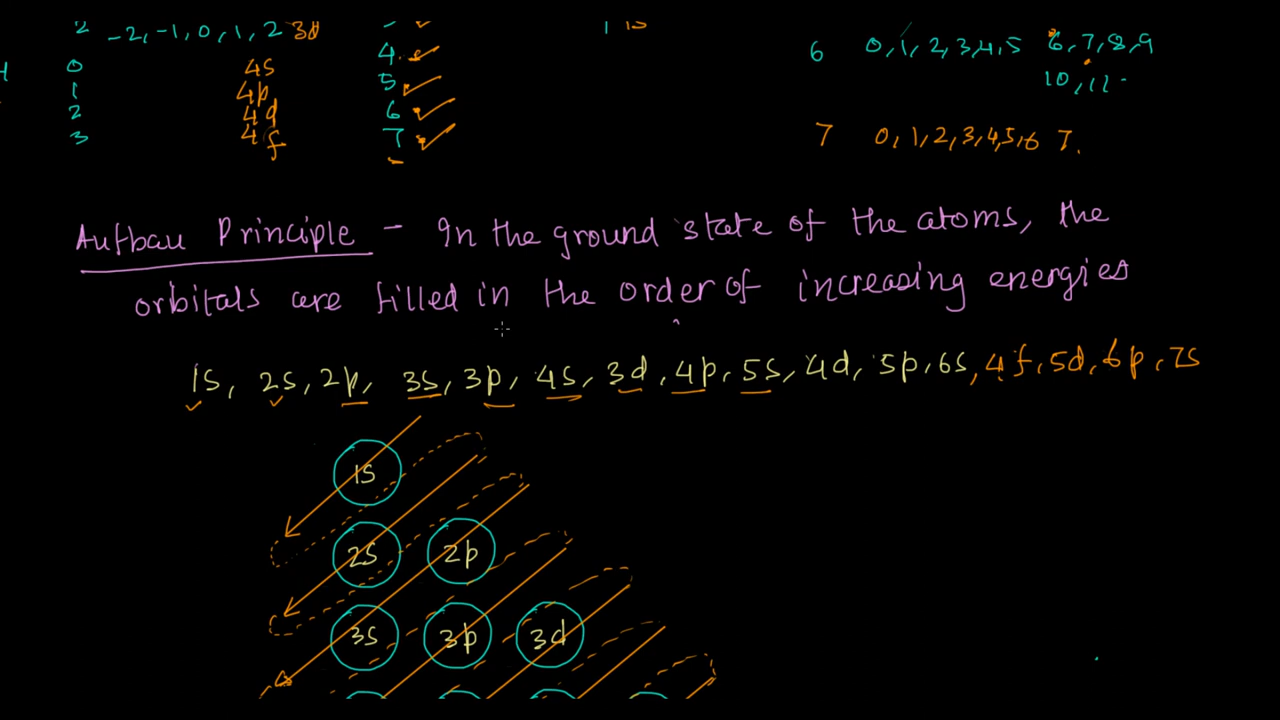 2 -2, -1, 0, 1, 2 3d
0 4s 4
1 4p 5
2 4d 6
3 4f 7
6 0, 1, 2, 3, 4, 5 6, 7, 8, 9
10, 11
7 0, 1, 2, 3, 4, 5, 6 7.
Aufbau Principle - In the ground state of the atoms, the
orbitals are filled in the order of increasing energies
1s, 2s, 2p, 3s, 3p, 4s, 3d, 4p, 5s, 4d, 5p, 6s, 4f, 5d, 6p, 7s
1s
2s 2p
3s 3p 3d